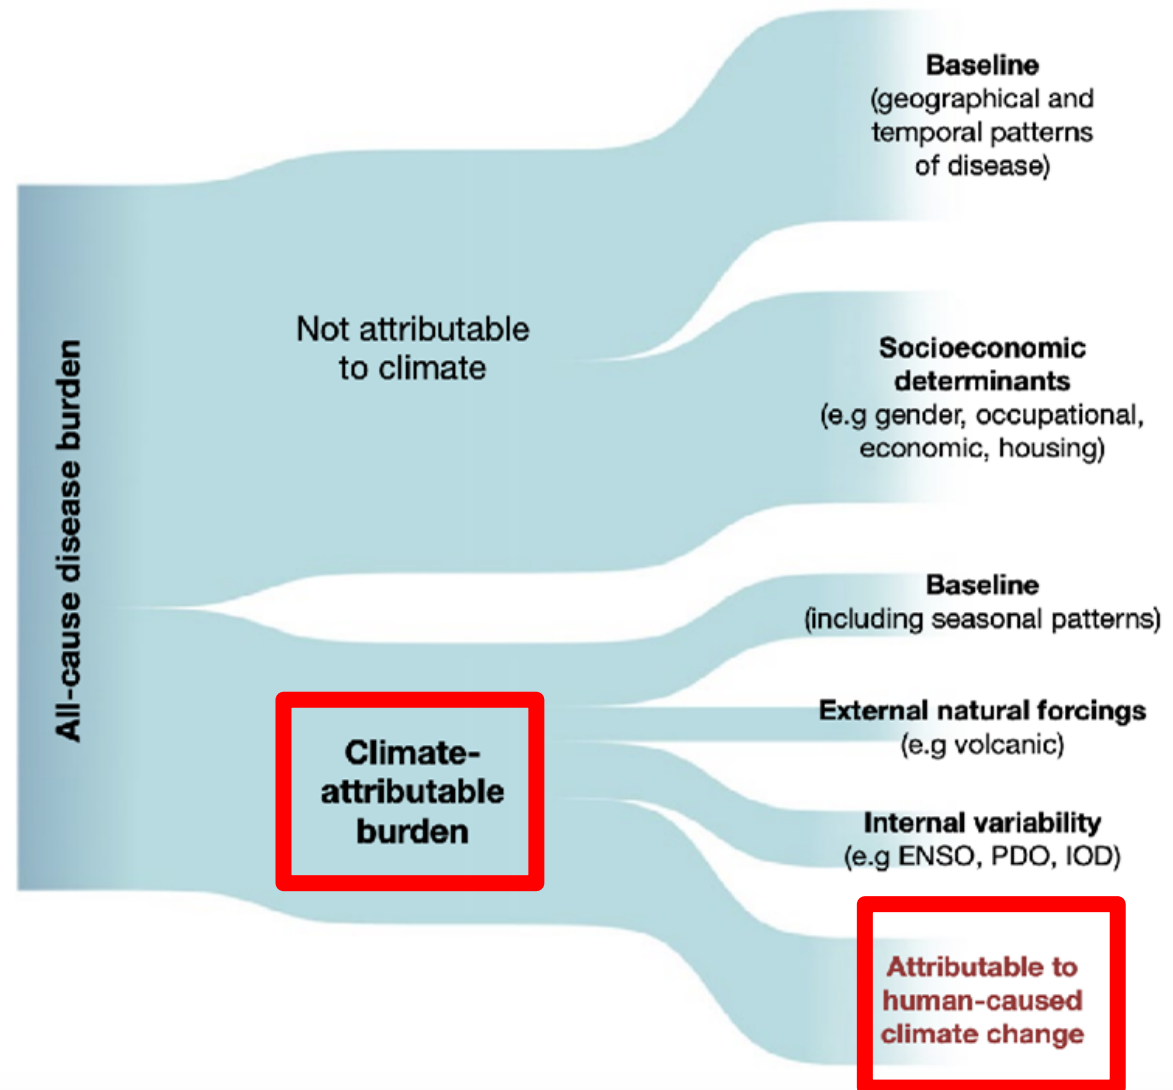 All-cause disease burden
Not attributable
to climate
Climate-
attributable
burden
Baseline
(geographical and
temporal patterns
of disease)
Socioeconomic
determinants
(e.g gender, occupational,
economic, housing)
Baseline
(including seasonal patterns)
External natural forcings
(e.g volcanic)
Internal variability
(e.g ENSO, PDO, IOD)
Attributable to
human-caused
climate change